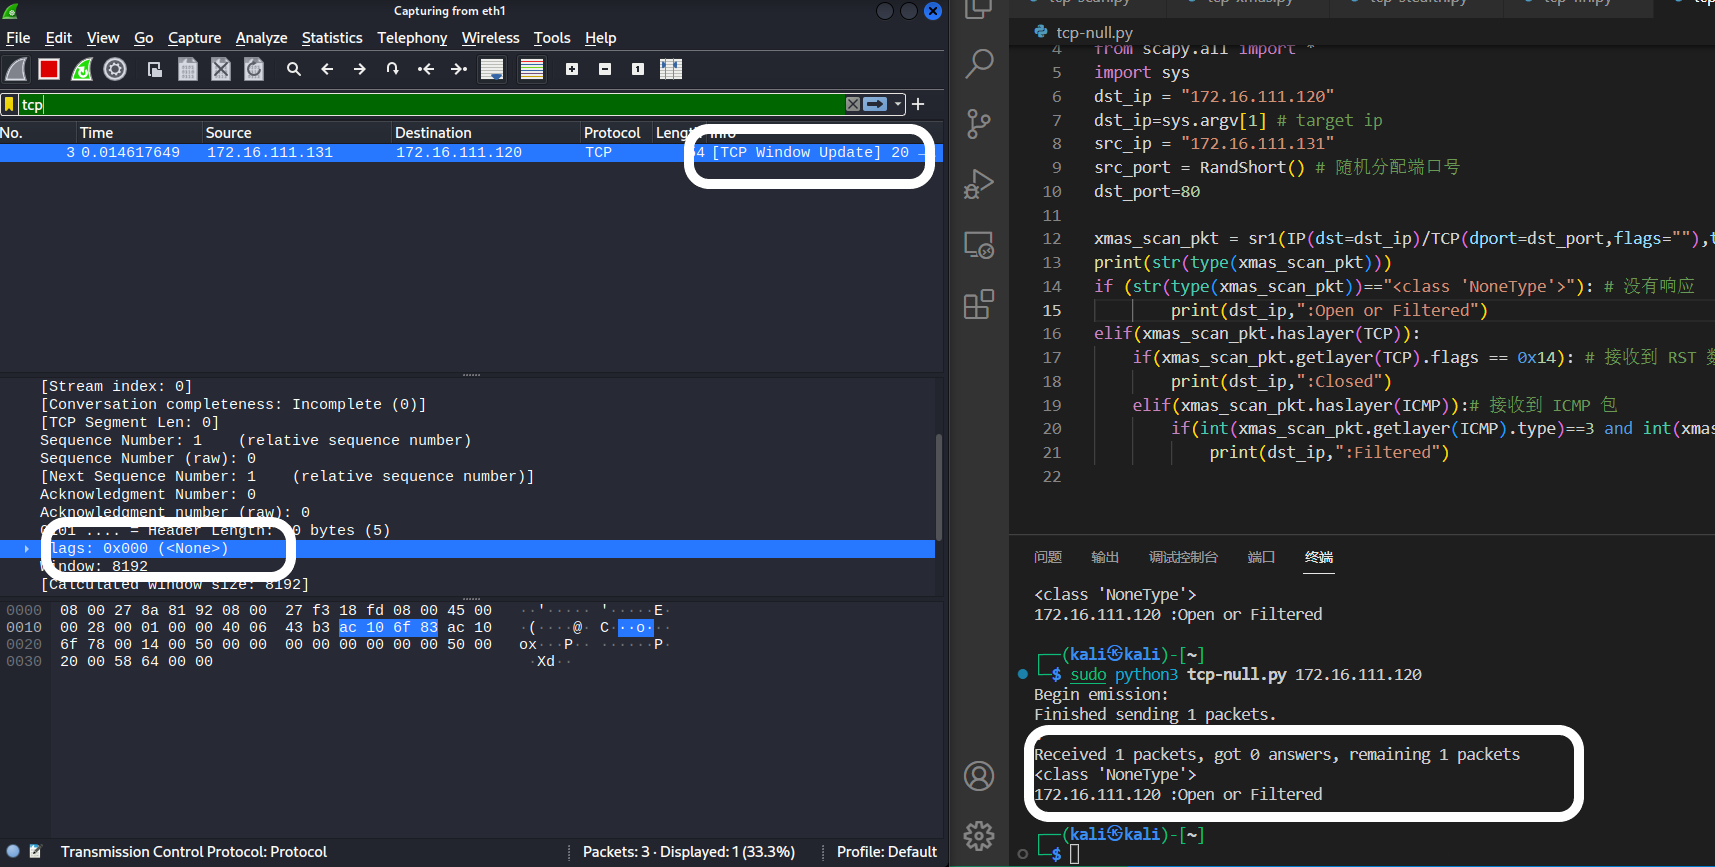 Capturing from eth1
File Edit View Go Capture Analyze Statistics Telephony Wireless Tools Help
tcp
No. Time Source Destination Protocol Length Info
3 0.014617649 172.16.111.131 172.16.111.120 TCP 54 [TCP Window Update] 20 →
[Stream index: 0]
[Conversation completeness: Incomplete (0)]
[TCP Segment Len: 0]
Sequence Number: 1 (relative sequence number)
Sequence Number (raw): 0
[Next Sequence Number: 1 (relative sequence number)]
Acknowledgment Number: 0
Acknowledgment number (raw): 0
0101 .... = Header Length: 20 bytes (5)
Flags: 0x000 (<None>)
Window: 8192
[Calculated window size: 8192]
0000 08 00 27 8a 81 92 08 00 27 f3 18 fd 08 00 45 00 ··'····· '·····E·
0010 00 28 00 01 00 00 40 06 43 b3 ac 10 6f 83 ac 10 ·(····@· C···o···
0020 6f 78 00 14 00 50 00 00 00 00 00 00 00 00 50 00 ox···P·· ······P·
0030 20 00 58 64 00 00 ·Xd··
Transmission Control Protocol: Protocol
Packets: 3 · Displayed: 1 (33.3%)
Profile: Default
tcp-null.py
4 from scapy.all import *
5 import sys
6 dst_ip = "172.16.111.120"
7 dst_ip=sys.argv[1] # target ip
8 src_ip = "172.16.111.131"
9 src_port = RandShort() # 随机分配端口号
10 dst_port=80
11
12 xmas_scan_pkt = sr1(IP(dst=dst_ip)/TCP(dport=dst_port,flags=""),t
13 print(str(type(xmas_scan_pkt)))
14 if (str(type(xmas_scan_pkt))=="<class 'NoneType'>"): # 没有响应
15 print(dst_ip,":Open or Filtered")
16 elif(xmas_scan_pkt.haslayer(TCP)):
17 if(xmas_scan_pkt.getlayer(TCP).flags == 0x14): # 接收到 RST 数
18 print(dst_ip,":Closed")
19 elif(xmas_scan_pkt.haslayer(ICMP)):# 接收到 ICMP 包
20 if(int(xmas_scan_pkt.getlayer(ICMP).type)==3 and int(xmas
21 print(dst_ip,":Filtered")
22
问题 输出 调试控制台 端口 终端
<class 'NoneType'>
172.16.111.120 :Open or Filtered
┌──(kali㉿kali)-[~]
└─$ sudo python3 tcp-null.py 172.16.111.120
Begin emission:
Finished sending 1 packets.
Received 1 packets, got 0 answers, remaining 1 packets
<class 'NoneType'>
172.16.111.120 :Open or Filtered
┌──(kali㉿kali)-[~]
└─$